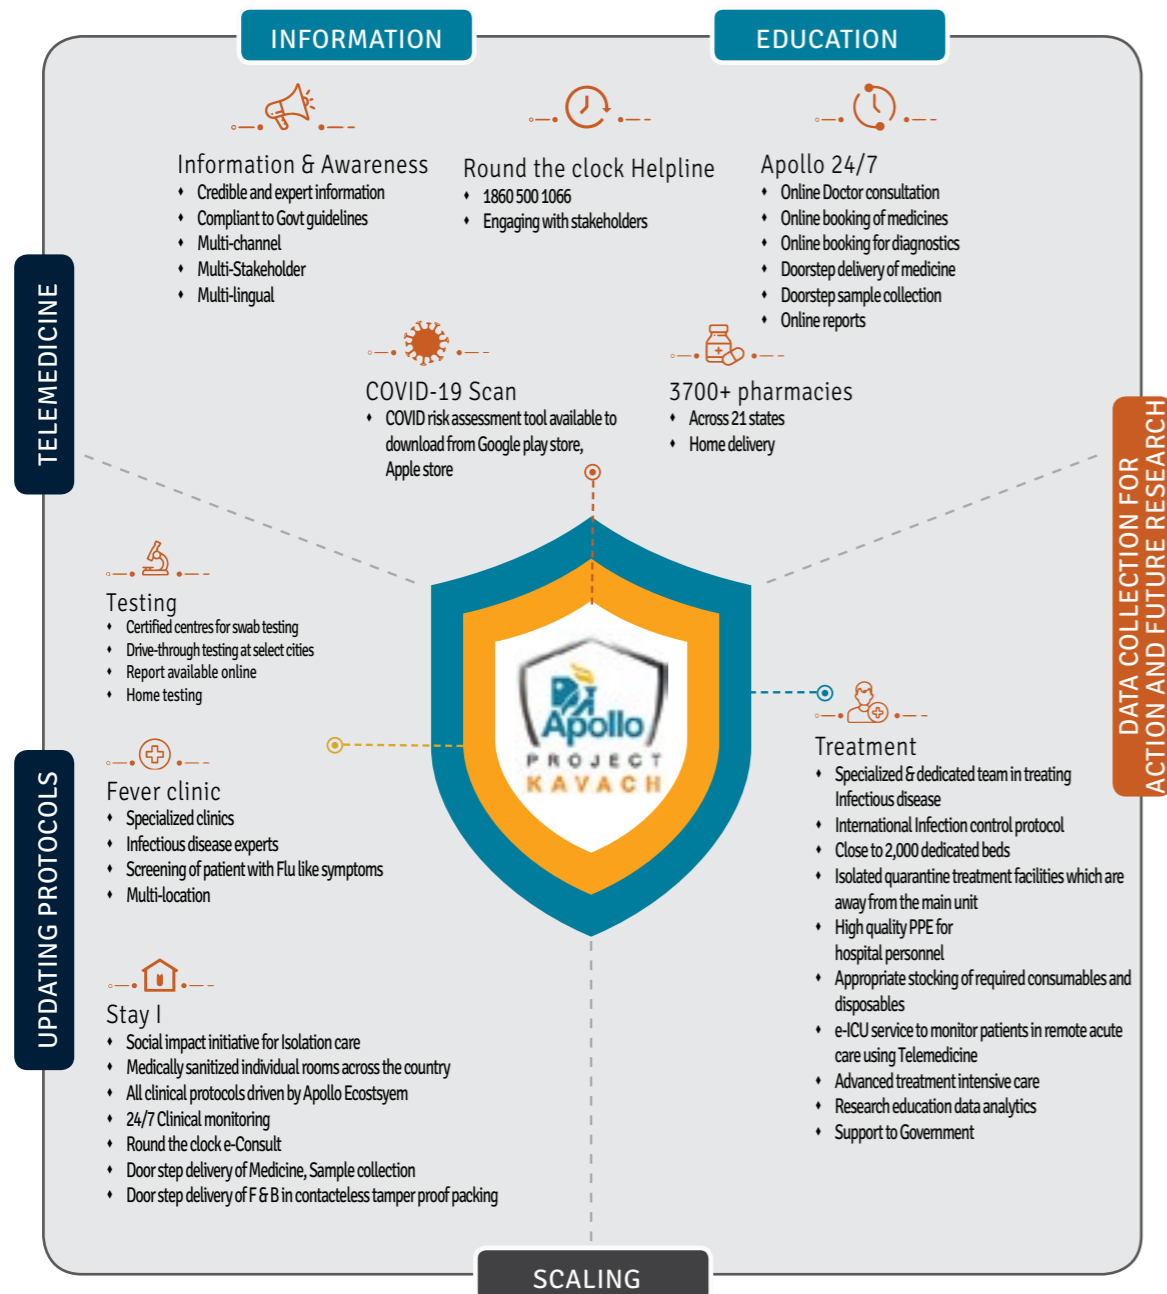 INFORMATION
EDUCATION
Information & Awareness
Credible and expert information
Compliant to Govt guidelines
Multi-channel
Multi-Stakeholder
Multi-lingual
Round the clock Helpline
1860 500 1066
Engaging with stakeholders
Apollo 24/7
Online Doctor consultation
Online booking of medicines
Online booking for diagnostics
Doorstep delivery of medicine
Doorstep sample collection
Online reports
TELEMEDICINE
COVID-19 Scan
COVID risk assessment tool available to
download from Google play store,
Apple store
3700+ pharmacies
Across 21 states
Home delivery
DATA COLLECTION FOR
ACTION AND FUTURE RESEARCH
Testing
Certified centres for swab testing
Drive-through testing at select cities
Report available online
Home testing
Apollo
PROJECT
KAVACH
Fever clinic
Specialized clinics
Infectious disease experts
Screening of patient with Flu like symptoms
Multi-location
UPDATING PROTOCOLS
Treatment
Specialized & dedicated team in treating
Infectious disease
International Infection control protocol
Close to 2,000 dedicated beds
Isolated quarantine treatment facilities which are
away from the main unit
High quality PPE for
hospital personnel
Appropriate stocking of required consumables and
disposables
e-ICU service to monitor patients in remote acute
care using Telemedicine
Advanced treatment intensive care
Research education data analytics
Support to Government
Stay I
Social impact initiative for Isolation care
Medically sanitized individual rooms across the country
All clinical protocols driven by Apollo Ecostsyem
24/7 Clinical monitoring
Round the clock e-Consult
Door step delivery of Medicine, Sample collection
Door step delivery of F & B in contacteless tamper proof packing
SCALING